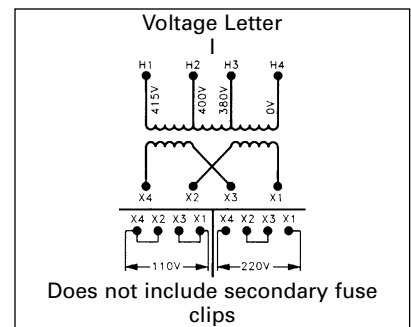 Voltage Letter
I
H1 H2 H3 H4
415V 400V 380V 0V
X4 X2 X3 X1
X4 X2 X3 X1 X4 X2 X3 X1
110V 220V
Does not include secondary fuse
clips